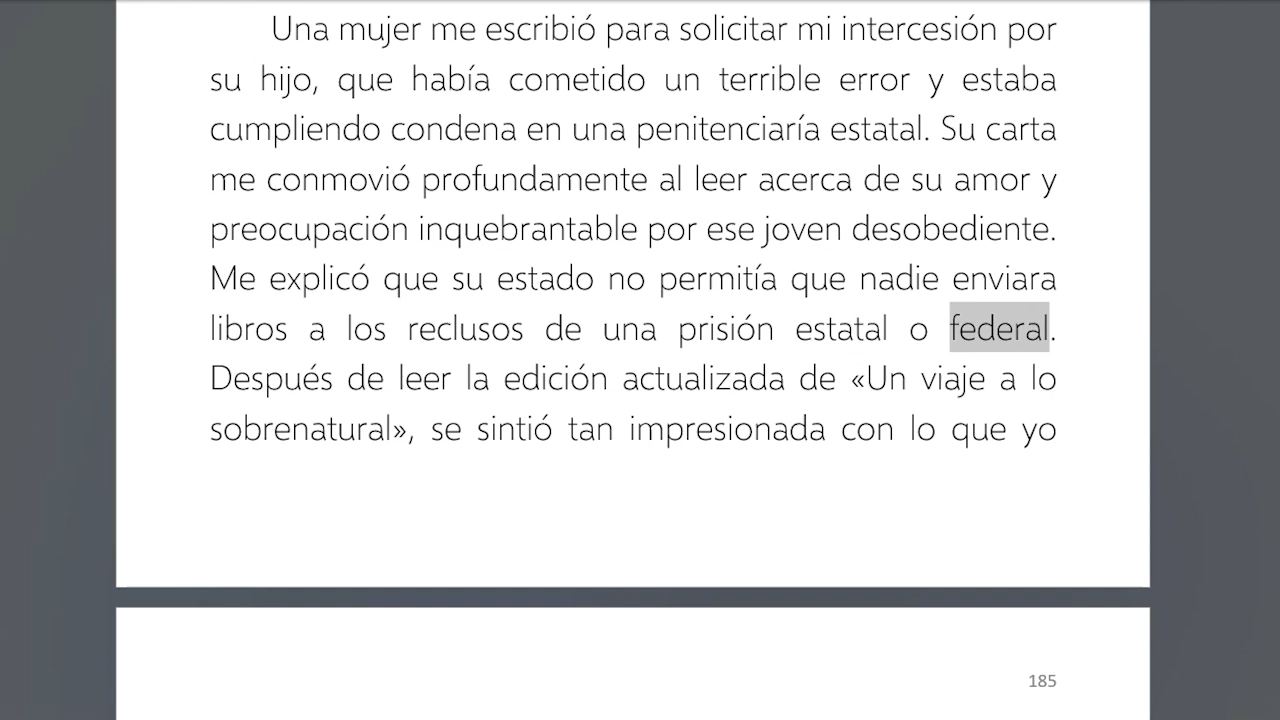 Una mujer me escribió para solicitar mi intercesión por
su hijo, que había cometido un terrible error y estaba
cumpliendo condena en una penitenciaría estatal. Su carta
me conmovió profundamente al leer acerca de su amor y
preocupación inquebrantable por ese joven desobediente.
Me explicó que su estado no permitía que nadie enviara
libros a los reclusos de una prisión estatal o federal.
Después de leer la edición actualizada de «Un viaje a lo
sobrenatural», se sintió tan impresionada con lo que yo
185